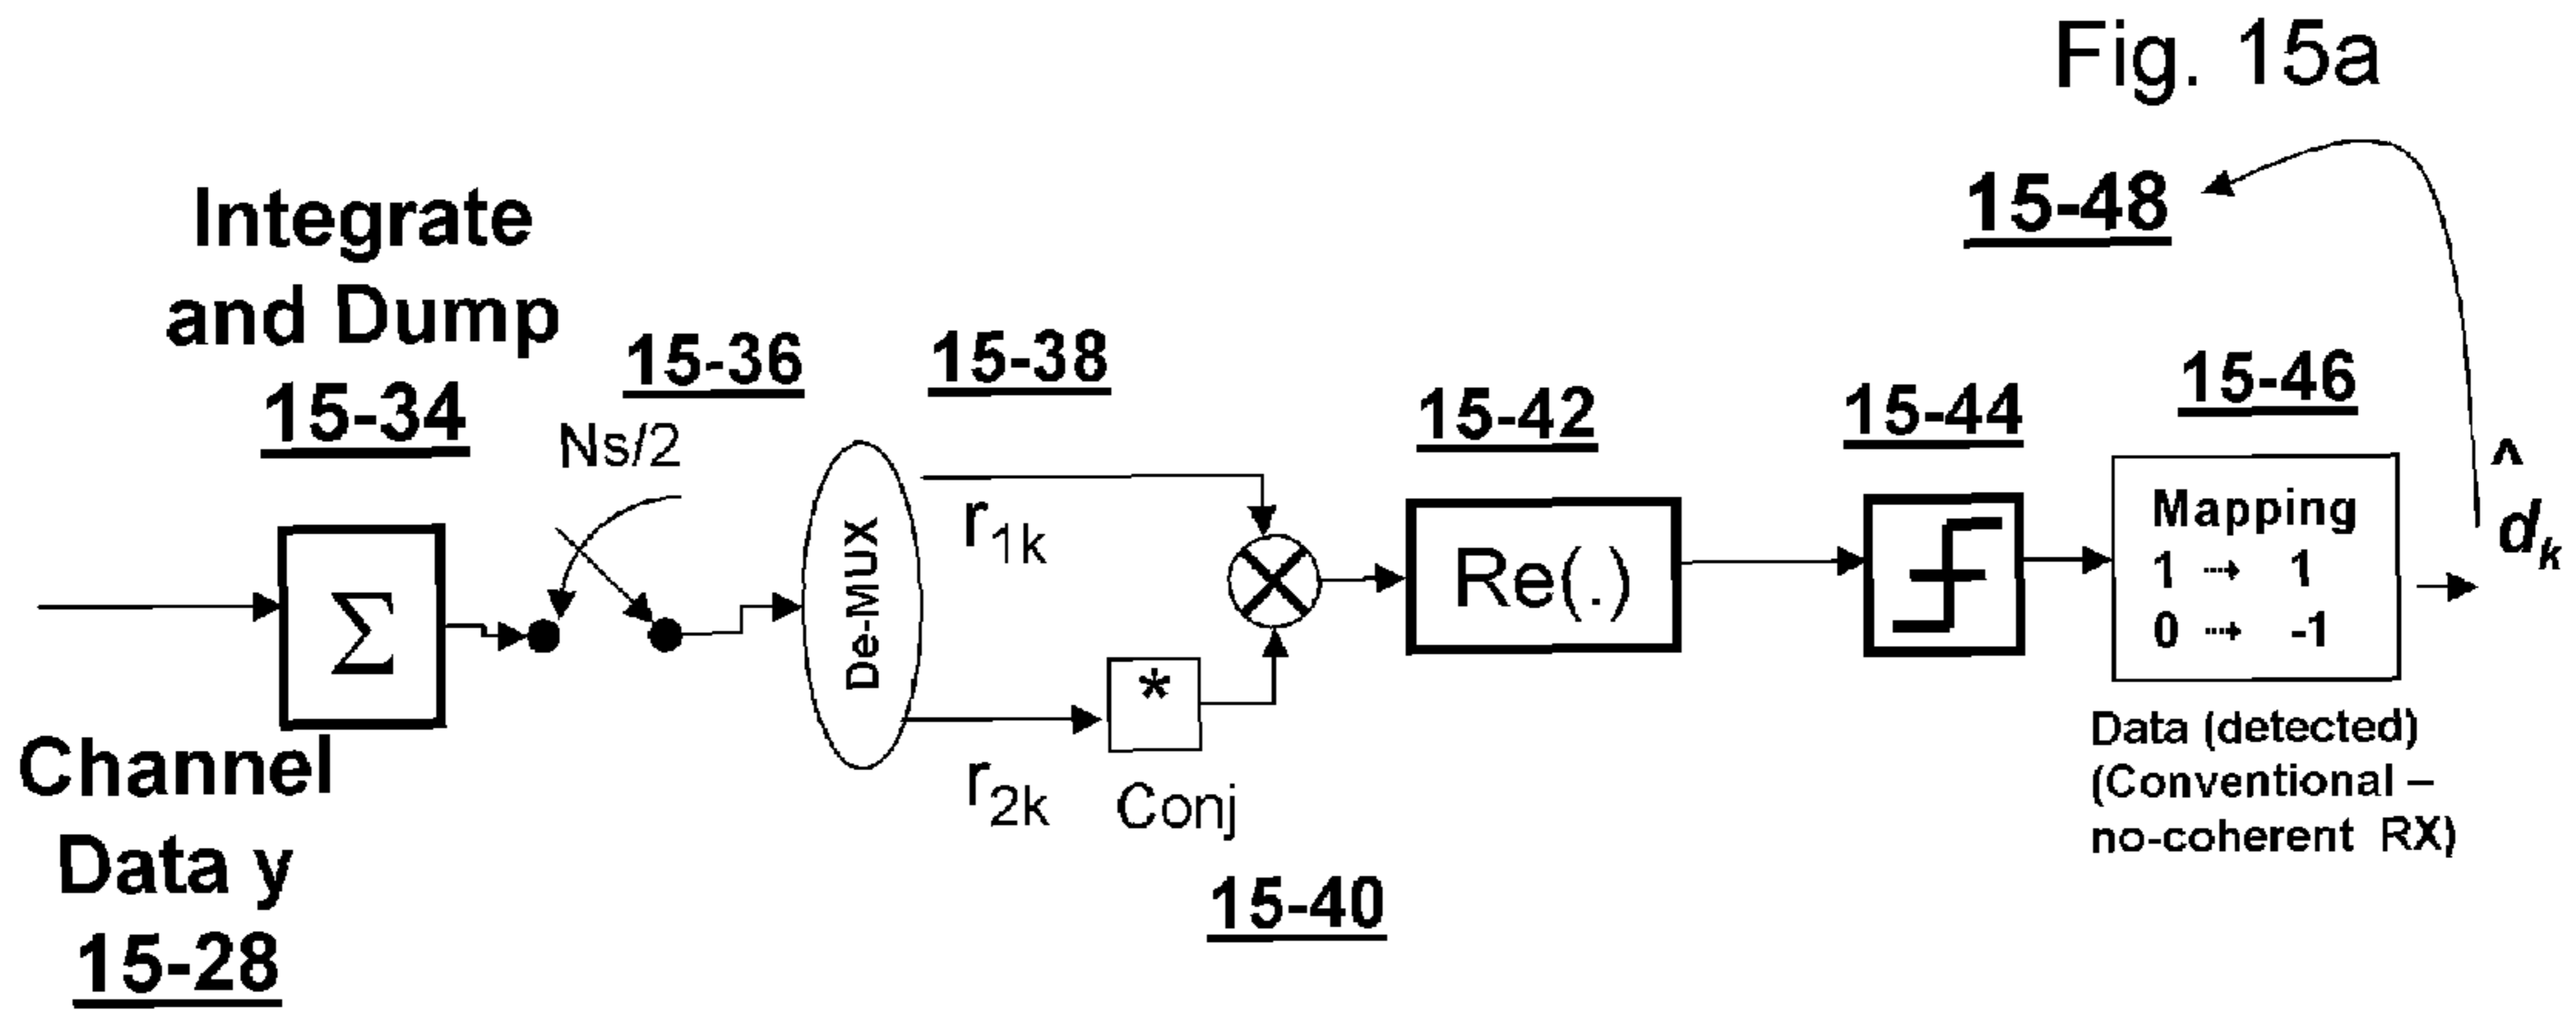 Fig. 15a
15-48
Integrate
and Dump
15-34
15-36
Ns/2
15-38
15-42
15-44
15-46
Σ
De-MUX
r1k
r2k
*
Conj
15-40
Re(.)
Mapping
1 ⇢ 1
0 ⇢ -1
^
dk
Data (detected)
(Conventional –
no-coherent RX)
Channel
Data y
15-28